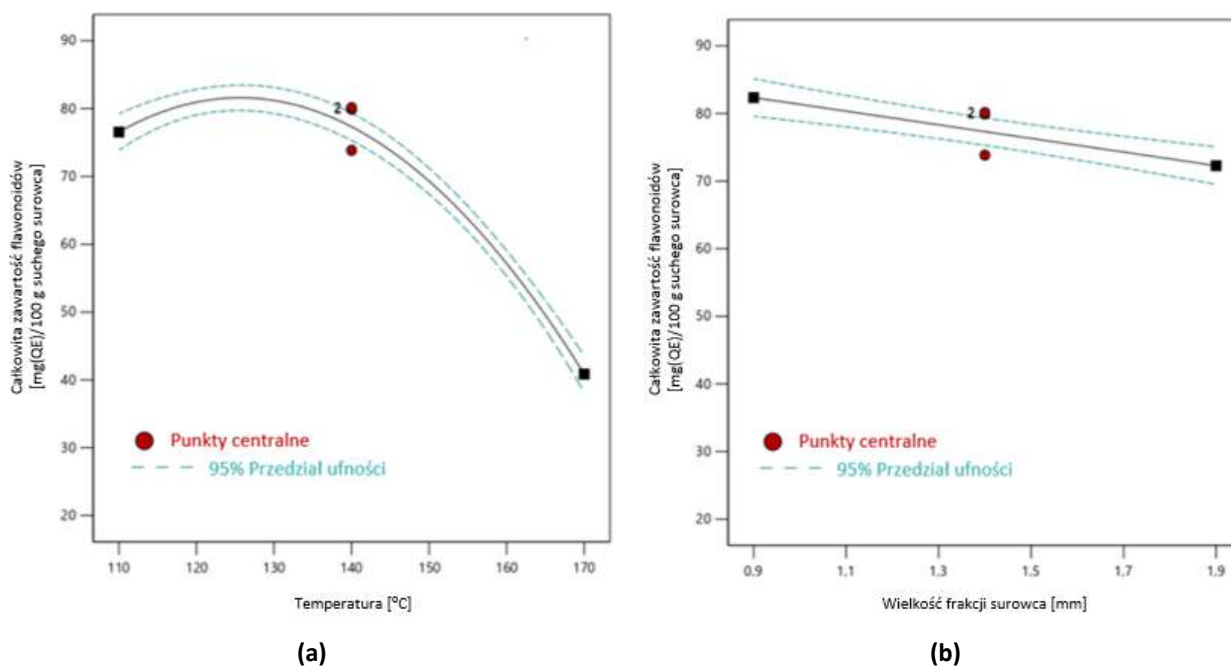 Całkowita zawartość flawonoidów
[mg(QE)/100 g suchego surowca]
90
80
70
60
50
40
30
20
2
Punkty centralne
95% Przedział ufności
110
120
130
140
150
160
170
Temperatura [°C]
(a)
Całkowita zawartość flawonoidów
[mg(QE)/100 g suchego surowca]
90
80
70
60
50
40
30
20
2
Punkty centralne
95% Przedział ufności
0,9
1,1
1,3
1,5
1,7
1,9
Wielkość frakcji surowca [mm]
(b)